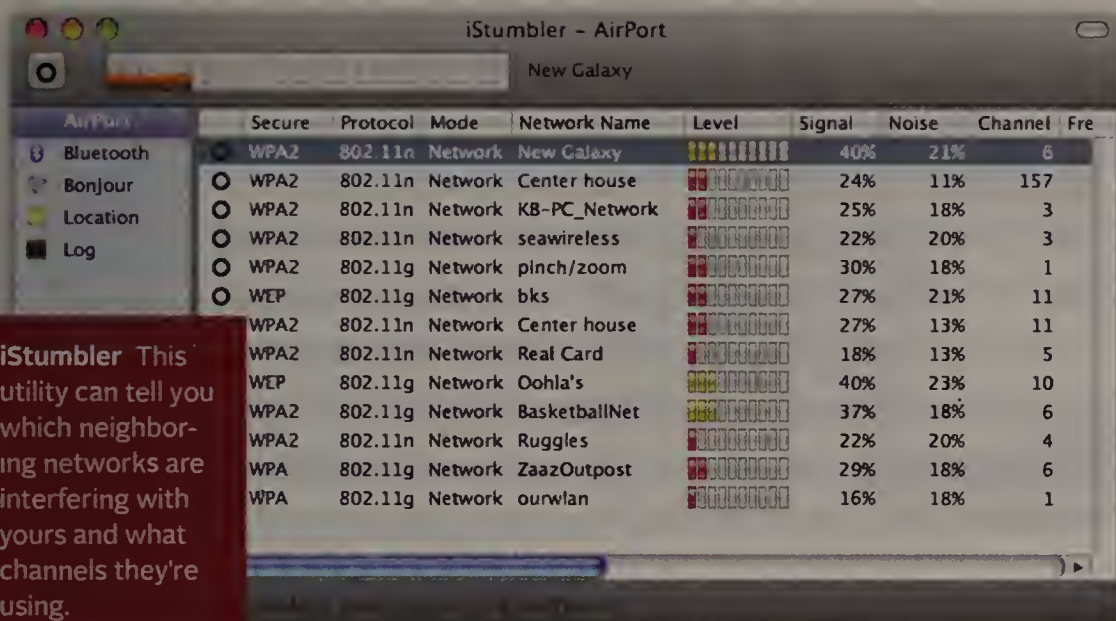 iStumbler – AirPort
New Galaxy
AirPort
Bluetooth
Bonjour
Location
Log
Secure Protocol Mode Network Name Level Signal Noise Channel Fre
WPA2 802.11n Network New Galaxy 40% 21% 6
WPA2 802.11n Network Center house 24% 11% 157
WPA2 802.11n Network KB-PC_Network 25% 18% 3
WPA2 802.11n Network seawireless 22% 20% 3
WPA2 802.11g Network pinch/zoom 30% 18% 1
WEP 802.11g Network bks 27% 21% 11
WPA2 802.11n Network Center house 27% 13% 11
WPA2 802.11n Network Real Card 18% 13% 5
WEP 802.11g Network Oohla's 40% 23% 10
WPA2 802.11g Network BasketballNet 37% 18% 6
WPA2 802.11n Network Ruggles 22% 20% 4
WPA 802.11g Network ZaazOutpost 29% 18% 6
WPA 802.11g Network ourwlan 16% 18% 1
iStumbler This
utility can tell you
which neighbor-
ing networks are
interfering with
yours and what
channels they're
using.